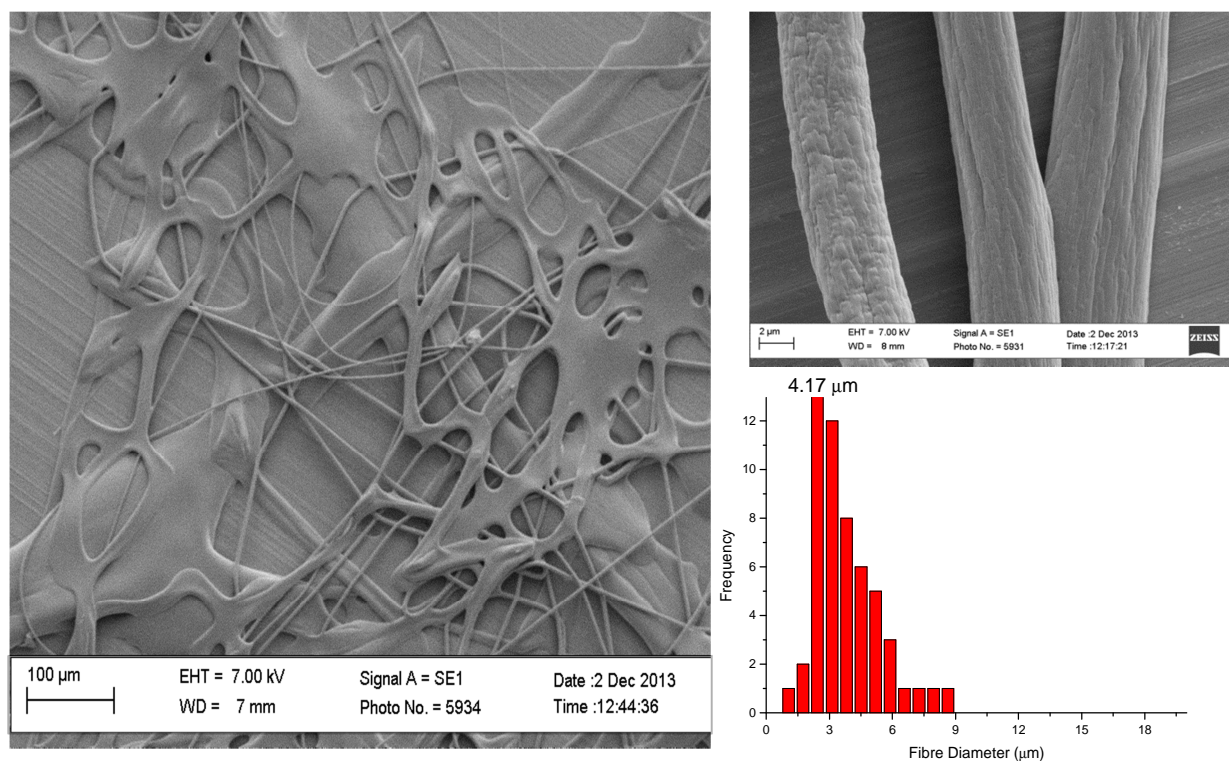 100 µm
EHT = 7.00 kV
Signal A = SE1
Date :2 Dec 2013
WD = 7 mm
Photo No. = 5934
Time :12:44:36
2 µm
EHT = 7.00 kV
Signal A = SE1
Date :2 Dec 2013
WD = 8 mm
Photo No. = 5931
Time :12:17:21
ZEISS
4.17 µm
12
10
8
6
4
2
0
Frequency
0 3 6 9 12 15 18
Fibre Diameter (µm)